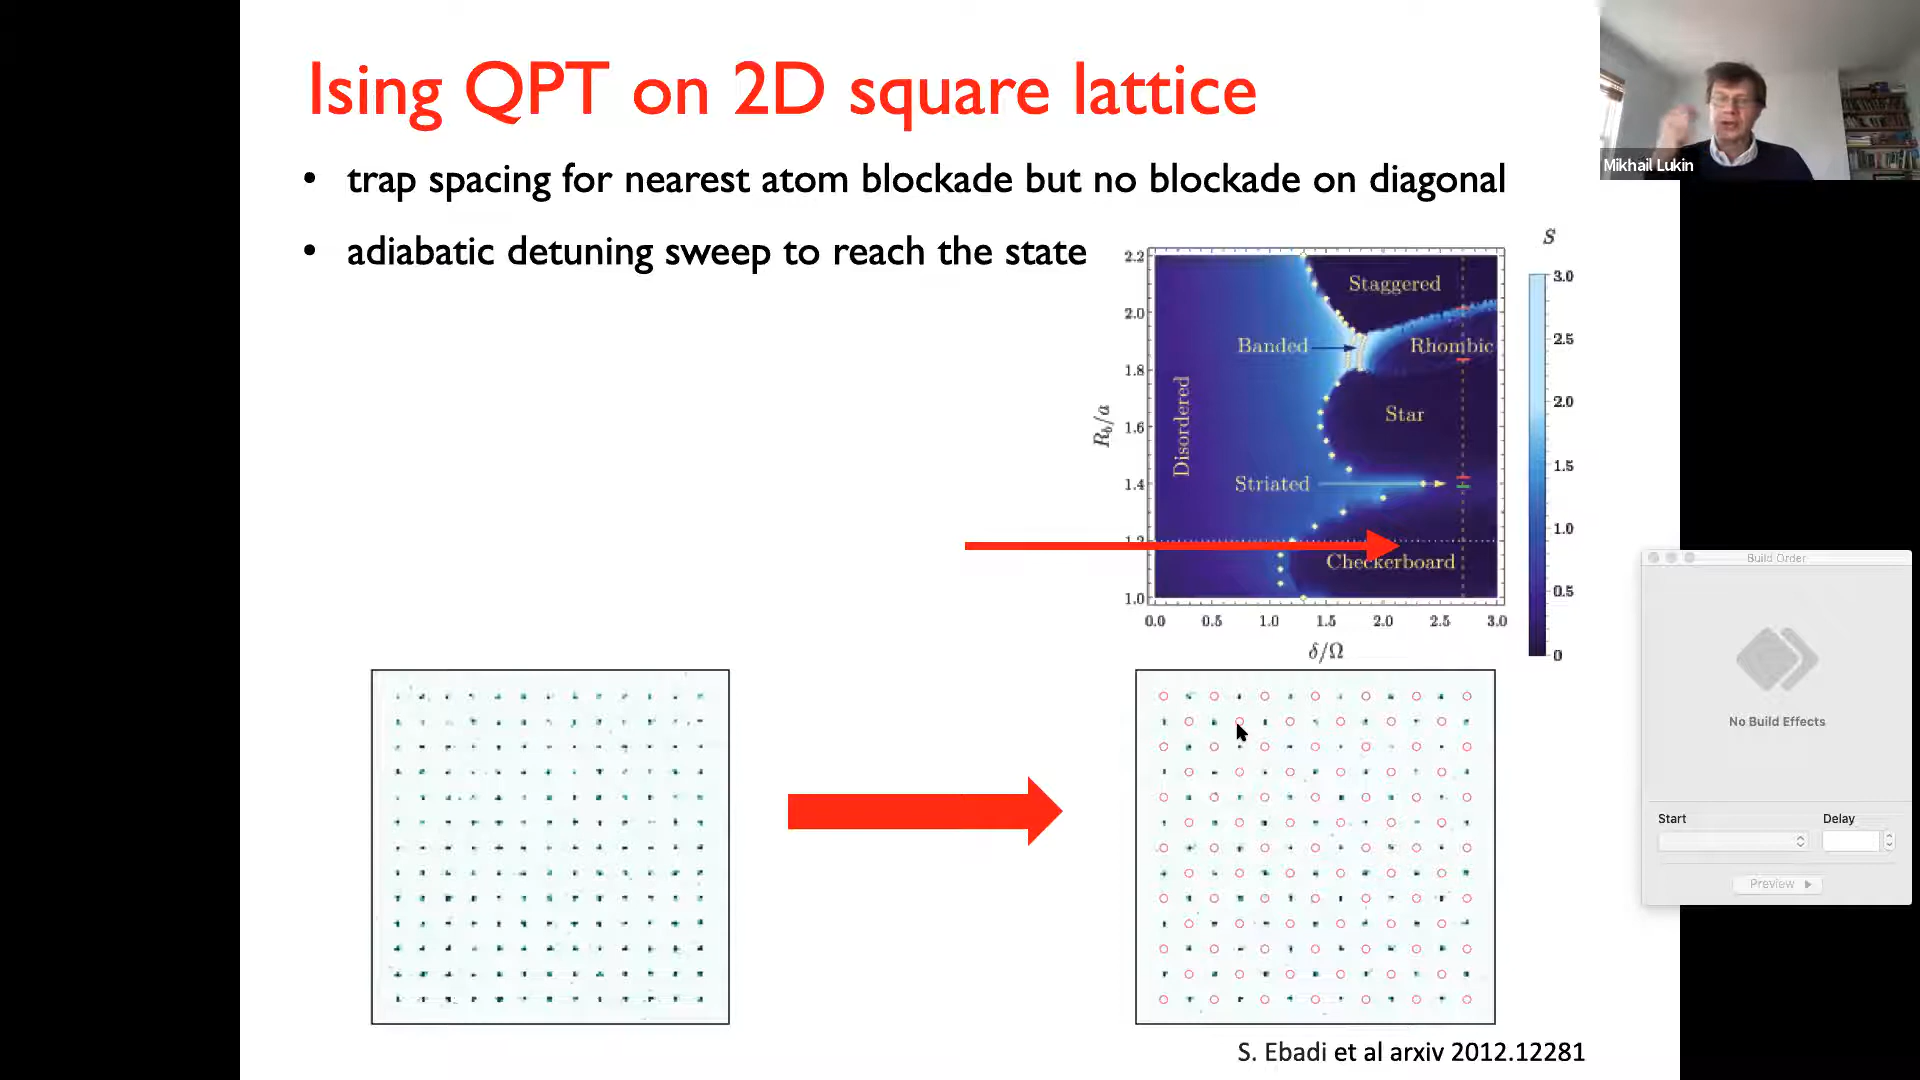 Ising QPT on 2D square lattice
• trap spacing for nearest atom blockade but no blockade on diagonal
• adiabatic detuning sweep to reach the state
Mikhail Lukin
S
2.2
2.0
1.8
1.6
1.4
1.2
1.0
R_b/a
Disordered
Staggered
Banded
Rhombic
Star
Striated
Checkerboard
0.0 0.5 1.0 1.5 2.0 2.5 3.0
δ/Ω
3.0
2.5
2.0
1.5
1.0
0.5
0
Build Order
No Build Effects
Start Delay
Preview
S. Ebadi et al arxiv 2012.12281